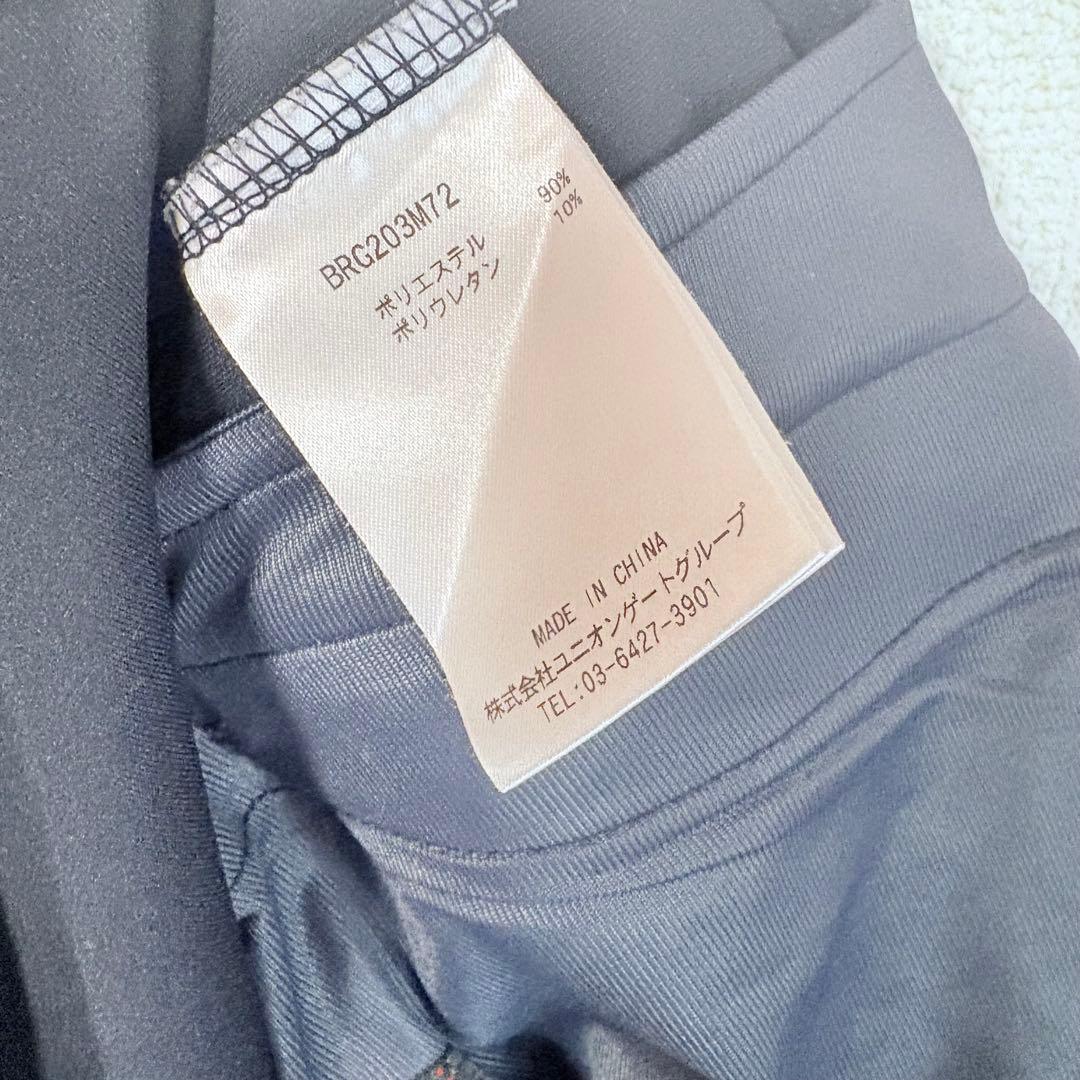 BRG203M72
ポリエステル 90%
ポリウレタン 10%
MADE IN CHINA
株式会社ユニオンゲートグループ
TEL:03-6427-3901